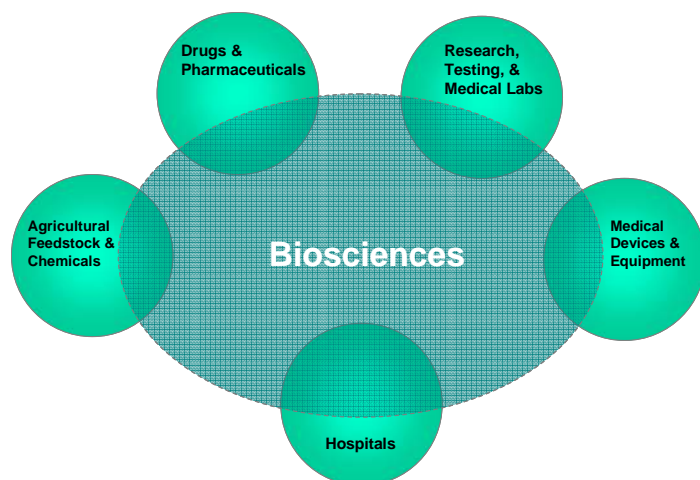 Drugs &
Pharmaceuticals
Research,
Testing, &
Medical Labs
Agricultural
Feedstock &
Chemicals
Biosciences
Medical
Devices &
Equipment
Hospitals